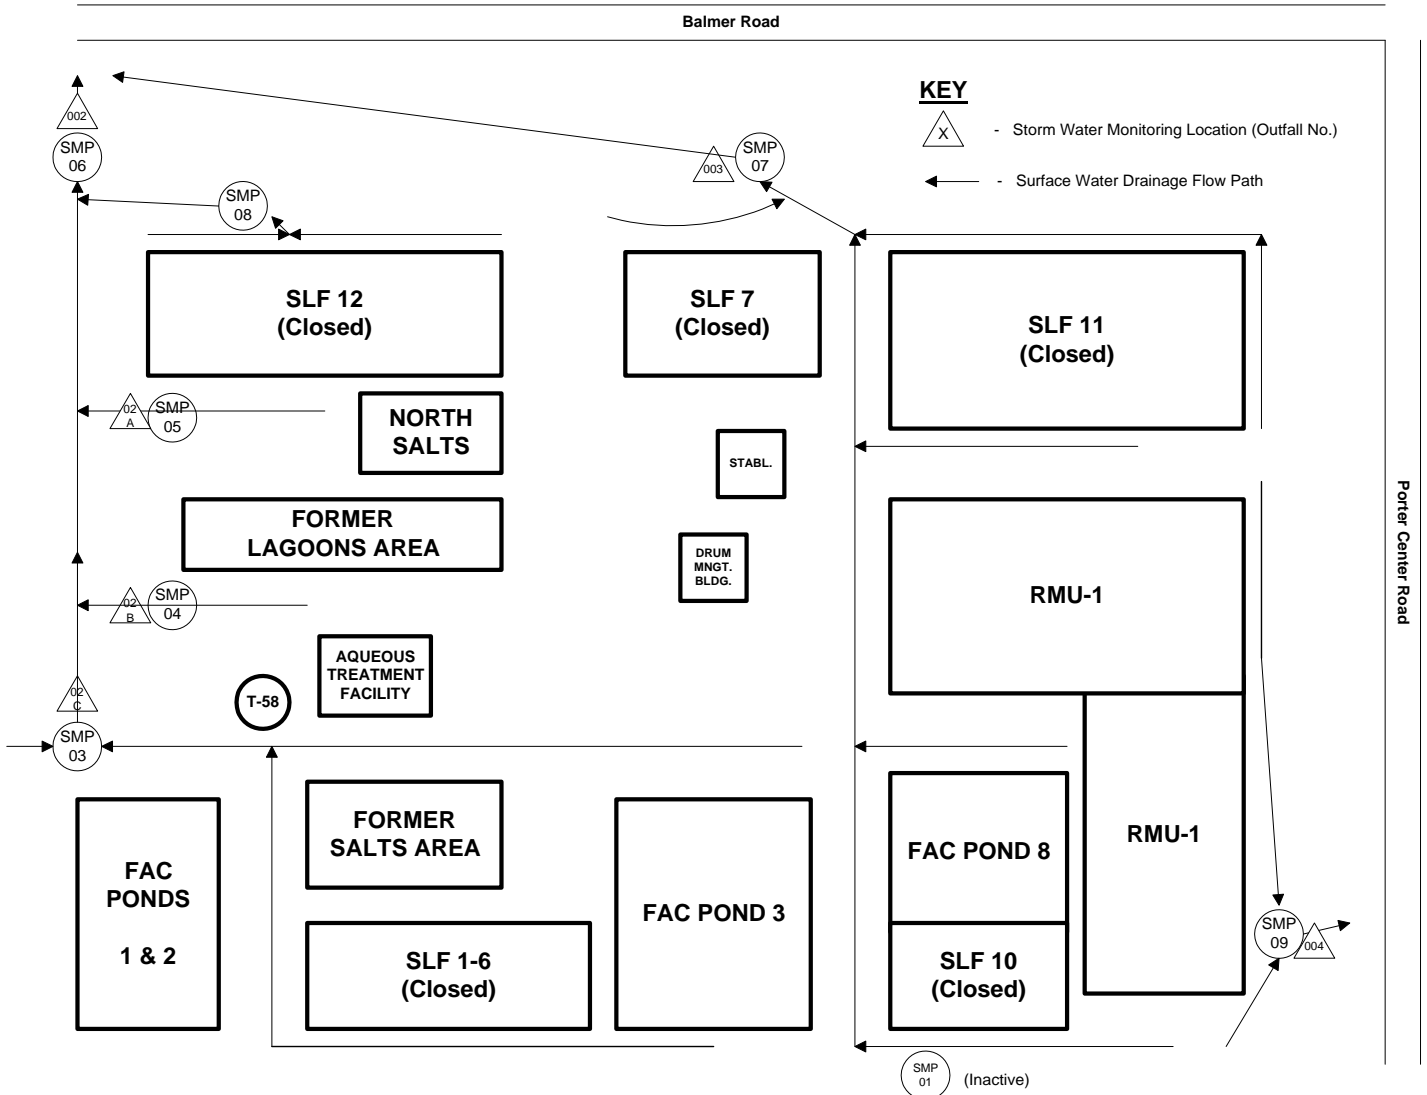 Balmer Road
KEY
X
- Storm Water Monitoring Location (Outfall No.)
- Surface Water Drainage Flow Path
002
SMP
06
003
SMP
07
SMP
08
SLF 12
(Closed)
SLF 7
(Closed)
SLF 11
(Closed)
02
A
SMP
05
NORTH
SALTS
STABL.
FORMER
LAGOONS AREA
DRUM
MNGT.
BLDG.
RMU-1
Porter Center Road
02
B
SMP
04
AQUEOUS
TREATMENT
FACILITY
T-58
02
C
SMP
03
FAC
PONDS
1 & 2
FORMER
SALTS AREA
SLF 1-6
(Closed)
FAC POND 3
FAC POND 8
RMU-1
SLF 10
(Closed)
SMP
09
004
SMP
01
(Inactive)